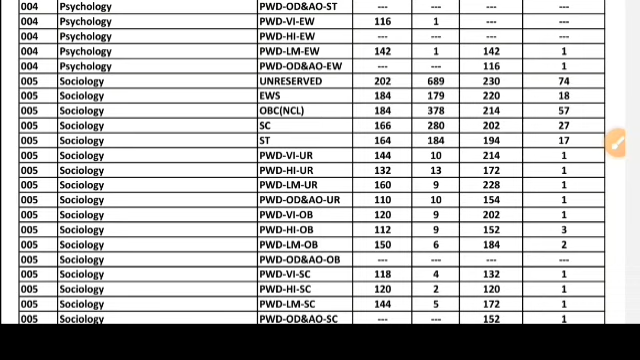 004 Psychology PWD-OD&AO-ST --- --- --- ---
004 Psychology PWD-VI-EW 116 1 --- ---
004 Psychology PWD-HI-EW --- --- --- ---
004 Psychology PWD-LM-EW 142 1 142 1
004 Psychology PWD-OD&AO-EW --- --- 116 1
005 Sociology UNRESERVED 202 689 230 74
005 Sociology EWS 184 179 220 18
005 Sociology OBC(NCL) 184 378 214 57
005 Sociology SC 166 280 202 27
005 Sociology ST 164 184 194 17
005 Sociology PWD-VI-UR 144 10 214 1
005 Sociology PWD-HI-UR 132 13 172 1
005 Sociology PWD-LM-UR 160 9 228 1
005 Sociology PWD-OD&AO-UR 110 10 154 1
005 Sociology PWD-VI-OB 120 9 202 1
005 Sociology PWD-HI-OB 112 9 152 3
005 Sociology PWD-LM-OB 150 6 184 2
005 Sociology PWD-OD&AO-OB --- --- --- ---
005 Sociology PWD-VI-SC 118 4 132 1
005 Sociology PWD-HI-SC 120 2 120 1
005 Sociology PWD-LM-SC 144 5 172 1
005 Sociology PWD-OD&AO-SC --- --- 152 1